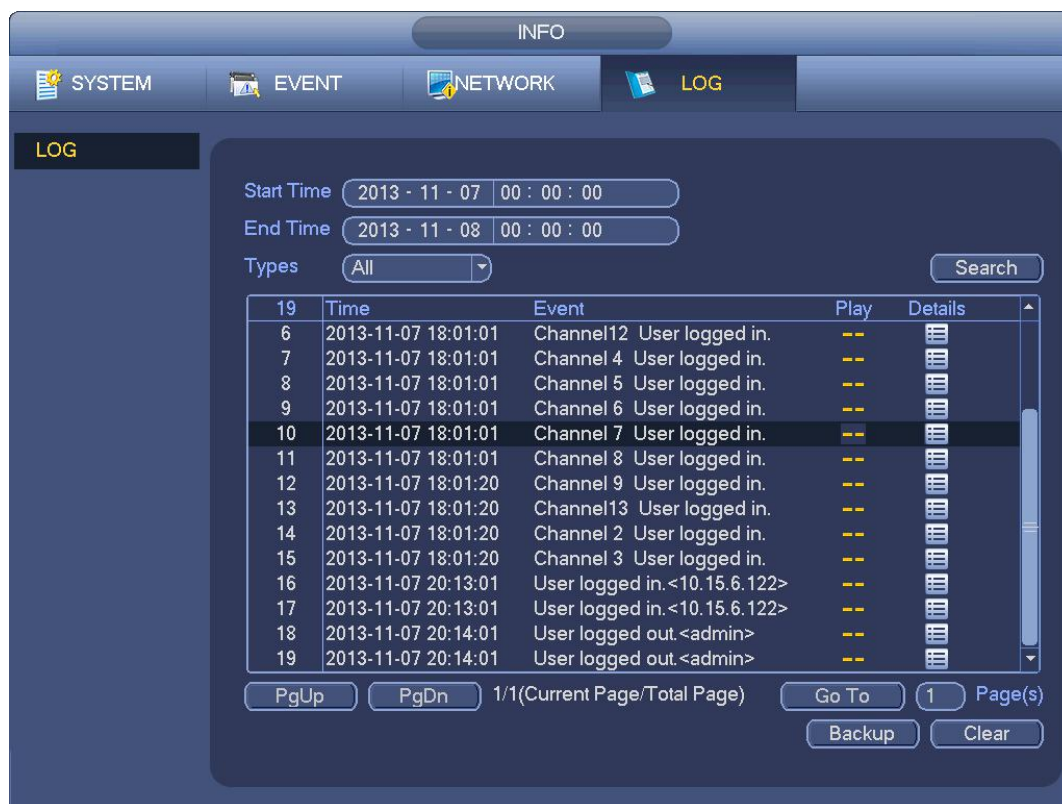 INFO
SYSTEM EVENT NETWORK LOG
LOG
Start Time 2013 - 11 - 07 00 : 00 : 00
End Time 2013 - 11 - 08 00 : 00 : 00
Types All Search
19 Time Event Play Details
6 2013-11-07 18:01:01 Channel12 User logged in. --
7 2013-11-07 18:01:01 Channel 4 User logged in. --
8 2013-11-07 18:01:01 Channel 5 User logged in. --
9 2013-11-07 18:01:01 Channel 6 User logged in. --
10 2013-11-07 18:01:01 Channel 7 User logged in. --
11 2013-11-07 18:01:01 Channel 8 User logged in. --
12 2013-11-07 18:01:20 Channel 9 User logged in. --
13 2013-11-07 18:01:20 Channel13 User logged in. --
14 2013-11-07 18:01:20 Channel 2 User logged in. --
15 2013-11-07 18:01:20 Channel 3 User logged in. --
16 2013-11-07 20:13:01 User logged in.<10.15.6.122> --
17 2013-11-07 20:13:01 User logged in.<10.15.6.122> --
18 2013-11-07 20:14:01 User logged out.<admin> --
19 2013-11-07 20:14:01 User logged out.<admin> --
PgUp PgDn 1/1(Current Page/Total Page) Go To 1 Page(s)
Backup Clear